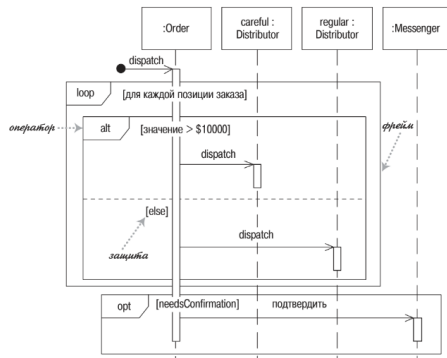 :Order
careful :
Distributor
regular :
Distributor
:Messenger
dispatch
loop
[для каждой позиции заказа]
оператор
alt
[значение > $10000]
фрейм
dispatch
[else]
защита
dispatch
opt
[needsConfirmation]
подтвердить